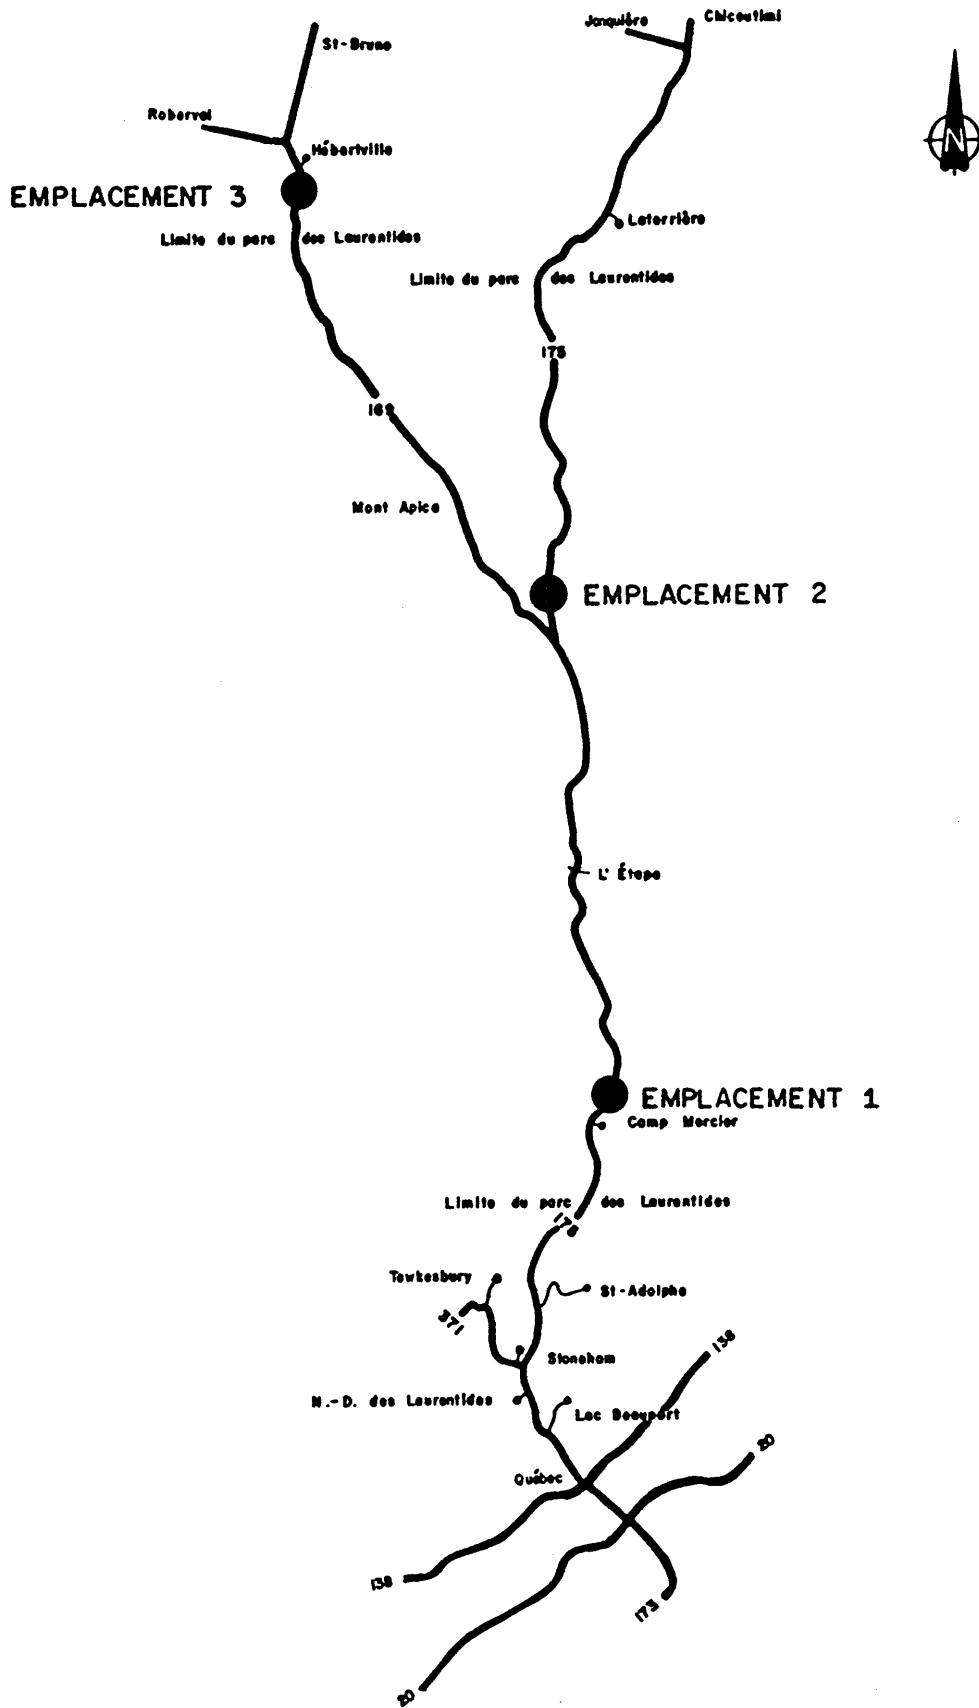 Jonquière
Chicoutimi
St-Bruno
Roberval
Hébertville
N
EMPLACEMENT 3
Laterrière
Limite du parc des Laurentides
Limite du parc des Laurentides
175
169
Mont Apica
EMPLACEMENT 2
L'Étape
EMPLACEMENT 1
Camp Mercier
Limite du parc des Laurentides
175
Tewkesbury
St-Adolphe
371
138
Stoneham
N.-D. des Laurentides
Lac Beauport
20
Québec
138
173
20